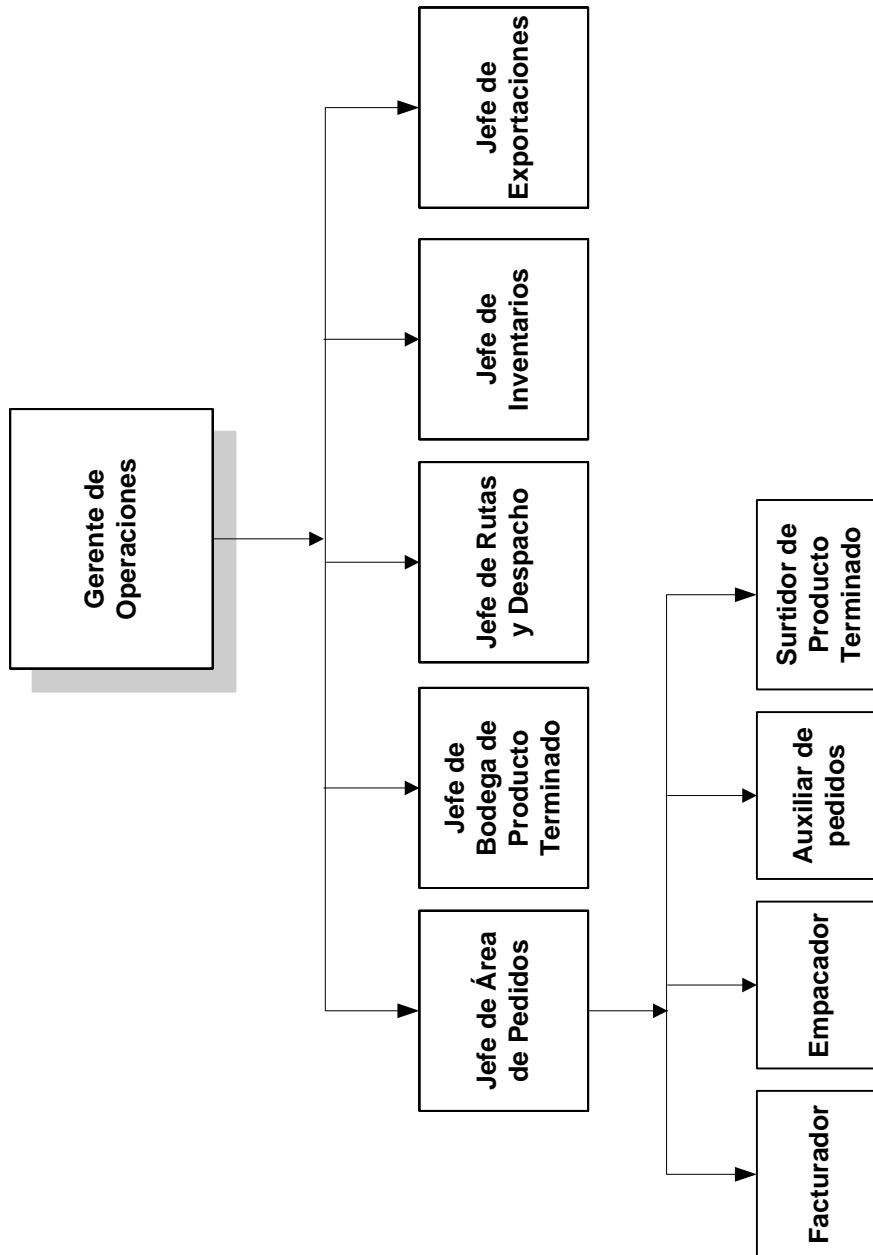 Gerente de
Operaciones
Jefe de Área
de Pedidos
Jefe de
Bodega de
Producto
Terminado
Jefe de Rutas
y Despacho
Jefe de
Inventarios
Jefe de
Exportaciones
Facturador
Empacador
Auxiliar de
pedidos
Surtidor de
Producto
Terminado